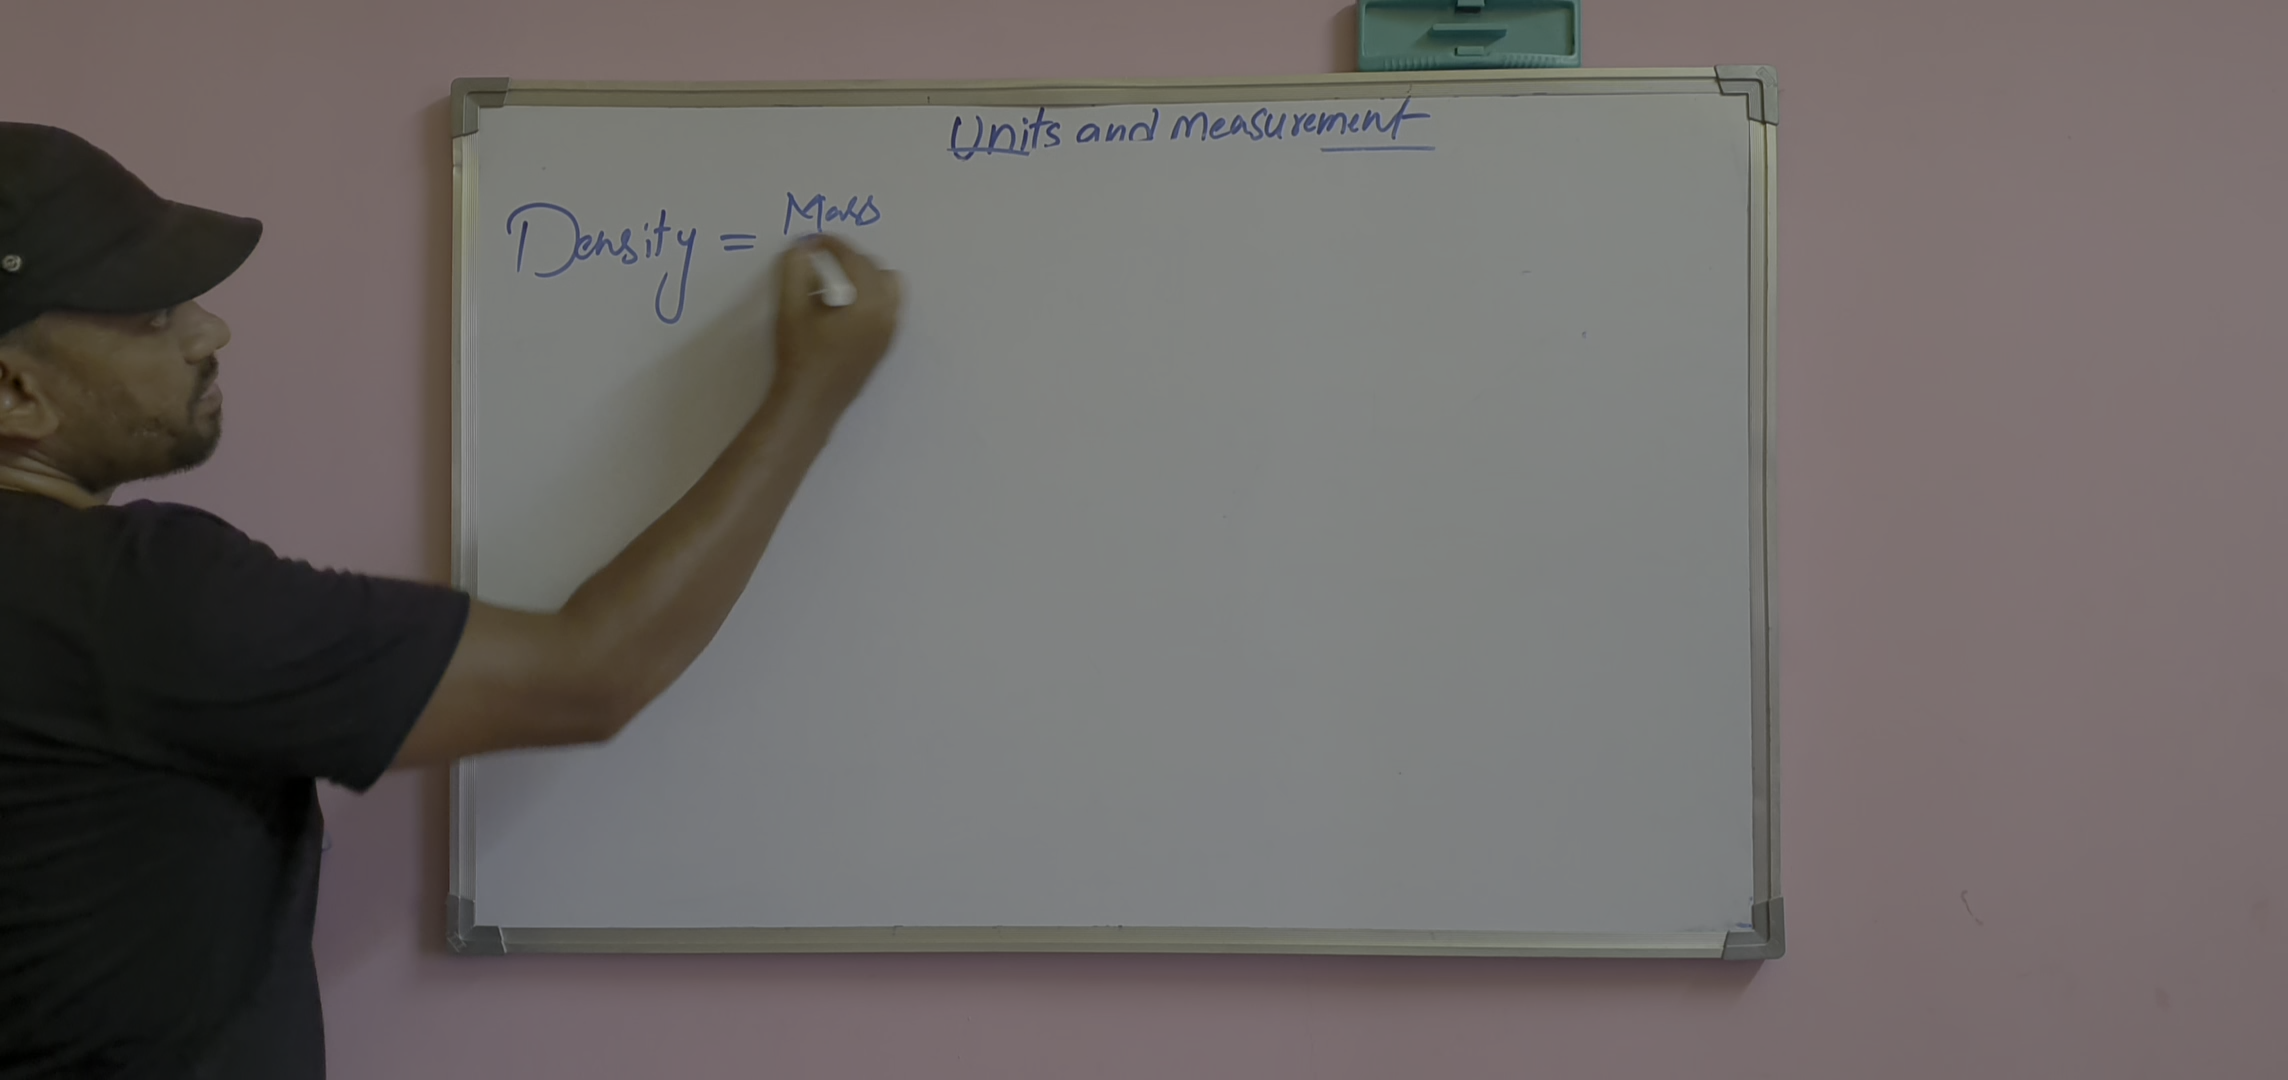 Units and measurement
Density = Mass